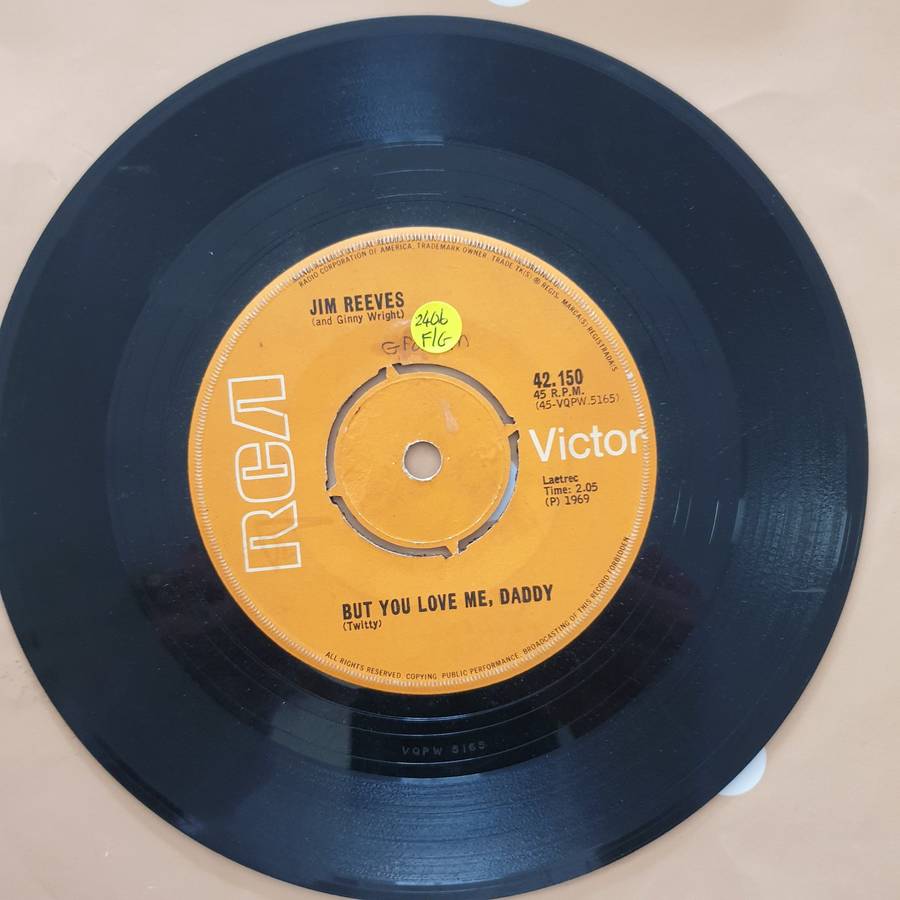 RADIO CORPORATION OF AMERICA, TRADEMARK OWNER. TRADE TK(S) ® REGIS. MARCA(S) REGISTRADA'S
JIM REEVES
(and Ginny Wright)
2406
F/G
42.150
45 R.P.M.
(45-VQPW.5165)
RCA
Victor
Laetrec
Time: 2.05
(P) 1969
BUT YOU LOVE ME, DADDY
(Twitty)
ALL RIGHTS RESERVED. COPYING. PUBLIC PERFORMANCE. BROADCASTING OF THIS RECORD FORBIDDEN
VQPW 5165